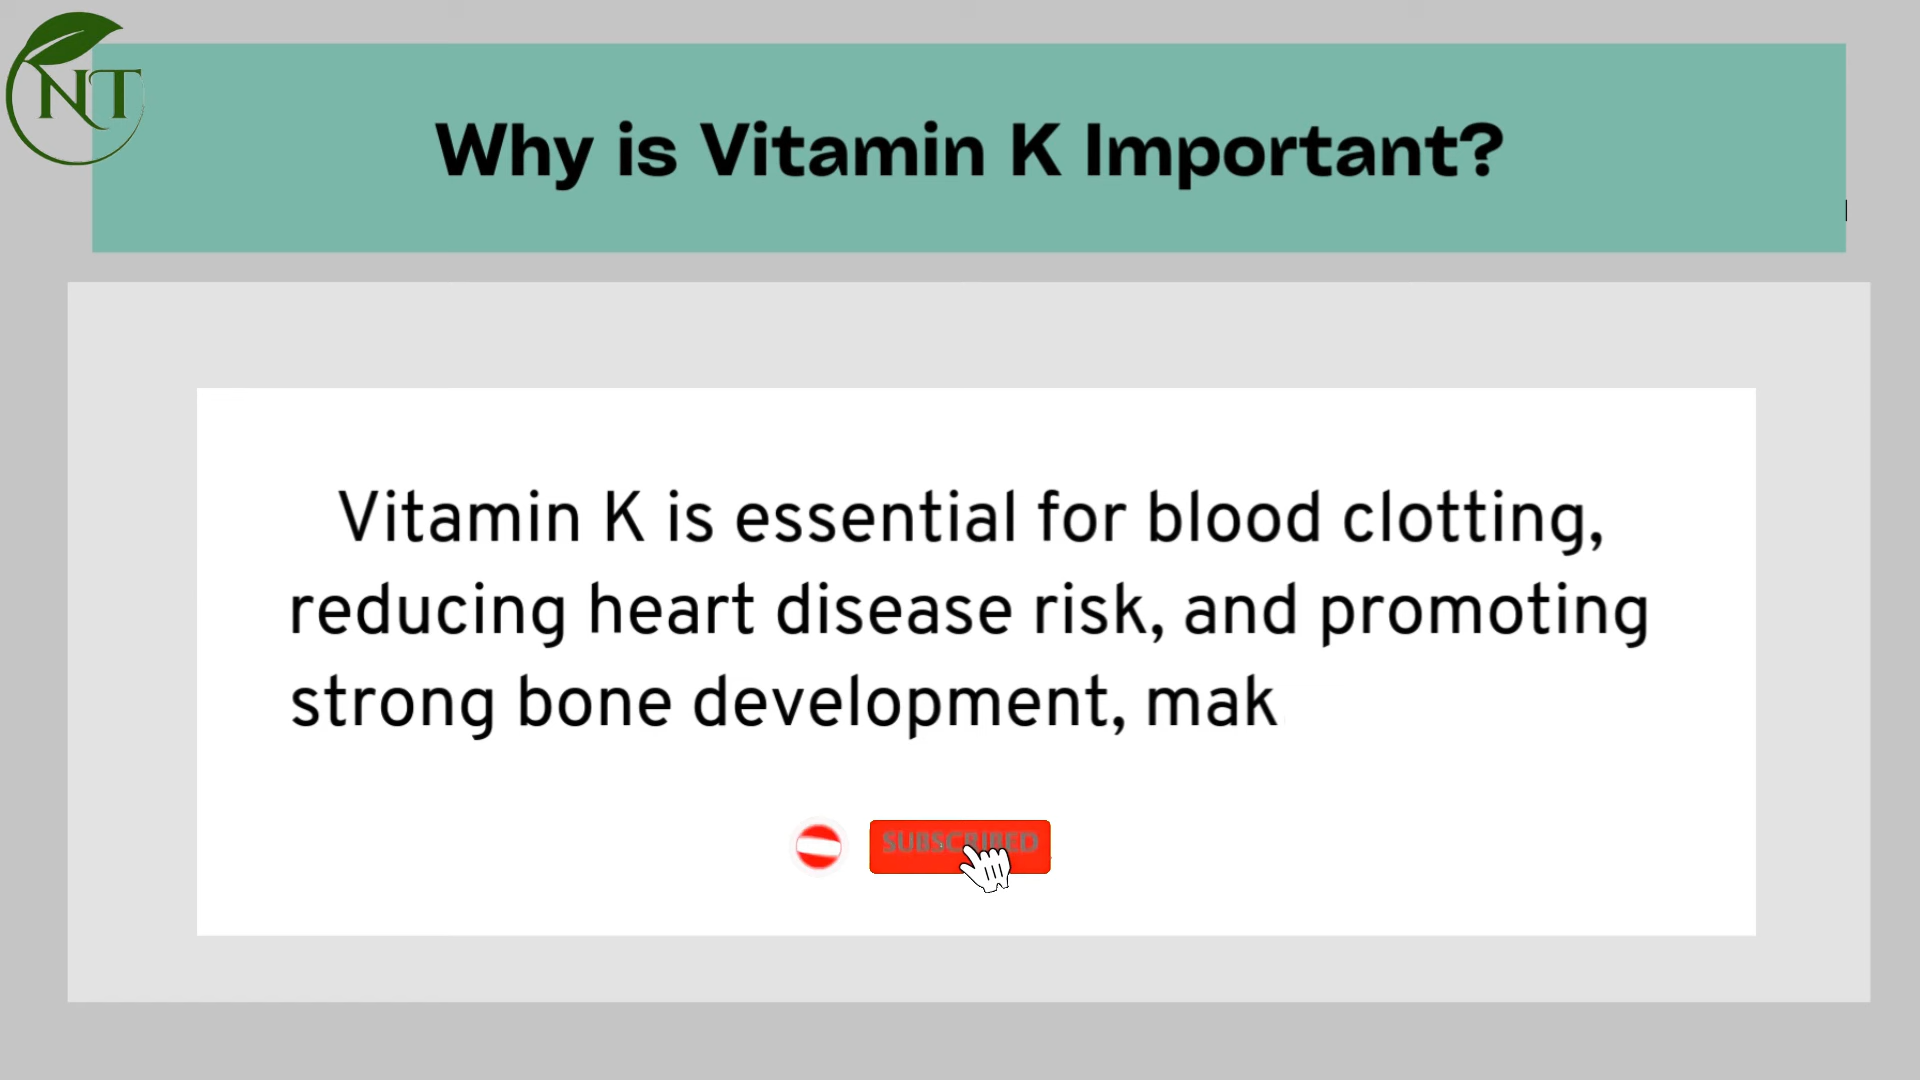 NT
Why is Vitamin K Important?
Vitamin K is essential for blood clotting,
reducing heart disease risk, and promoting
strong bone development, mak
SUBSCRIBED